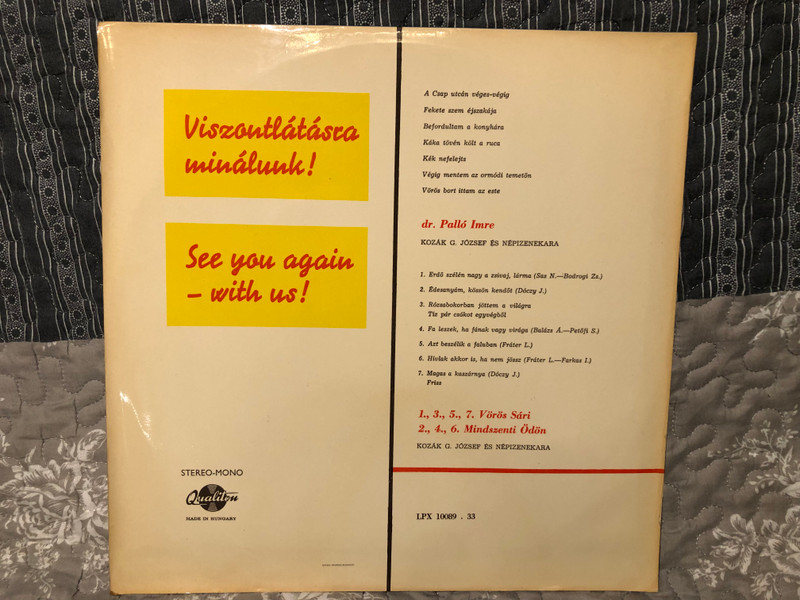 Viszontlátásra
minálunk!
See you again
– with us!
STEREO-MONO
Qualiton
MADE IN HUNGARY
A Csap utcán véges-végig
Fekete szem éjszakája
Befordultam a konyhára
Káka tövén költ a ruca
Kék nefelejts
Végig mentem az ormódi temetőn
Vörös bort ittam az este
dr. Palló Imre
KOZÁK G. JÓZSEF ÉS NÉPIZENEKARA
1. Erdő szélén nagy a zsivaj, lárma (Sas N.—Bodrogi Zs.)
2. Édesanyám, köszön kendőt (Dóczy J.)
3. Rózsabokorban jöttem a világra
Tíz pár csókot egyvégből
4. Fa leszek, ha fának vagy virága (Balázs Á.—Petőfi S.)
5. Azt beszélik a faluban (Fráter L.)
6. Hívlak akkor is, ha nem jössz (Fráter L.—Farkas I.)
7. Magas a kaszárnya (Dóczy J.)
Friss
1., 3., 5., 7. Vörös Sári
2., 4., 6. Mindszenti Ödön
KOZÁK G. JÓZSEF ÉS NÉPIZENEKARA
LPX 10089 . 33